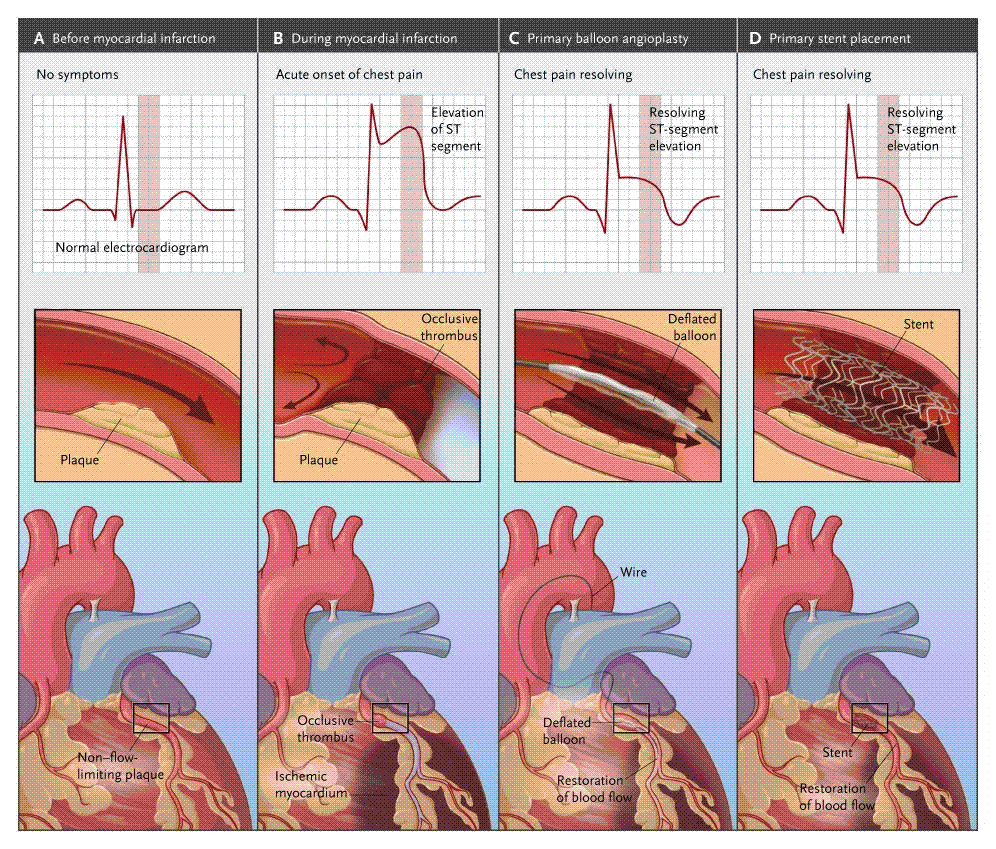 A Before myocardial infarction
No symptoms
Normal electrocardiogram
Plaque
Non–flow-
limiting plaque
B During myocardial infarction
Acute onset of chest pain
Elevation
of ST
segment
Occlusive
thrombus
Plaque
Occlusive
thrombus
Ischemic
myocardium
C Primary balloon angioplasty
Chest pain resolving
Resolving
ST-segment
elevation
Deflated
balloon
Wire
Deflated
balloon
Restoration
of blood flow
D Primary stent placement
Chest pain resolving
Resolving
ST-segment
elevation
Stent
Stent
Restoration
of blood flow